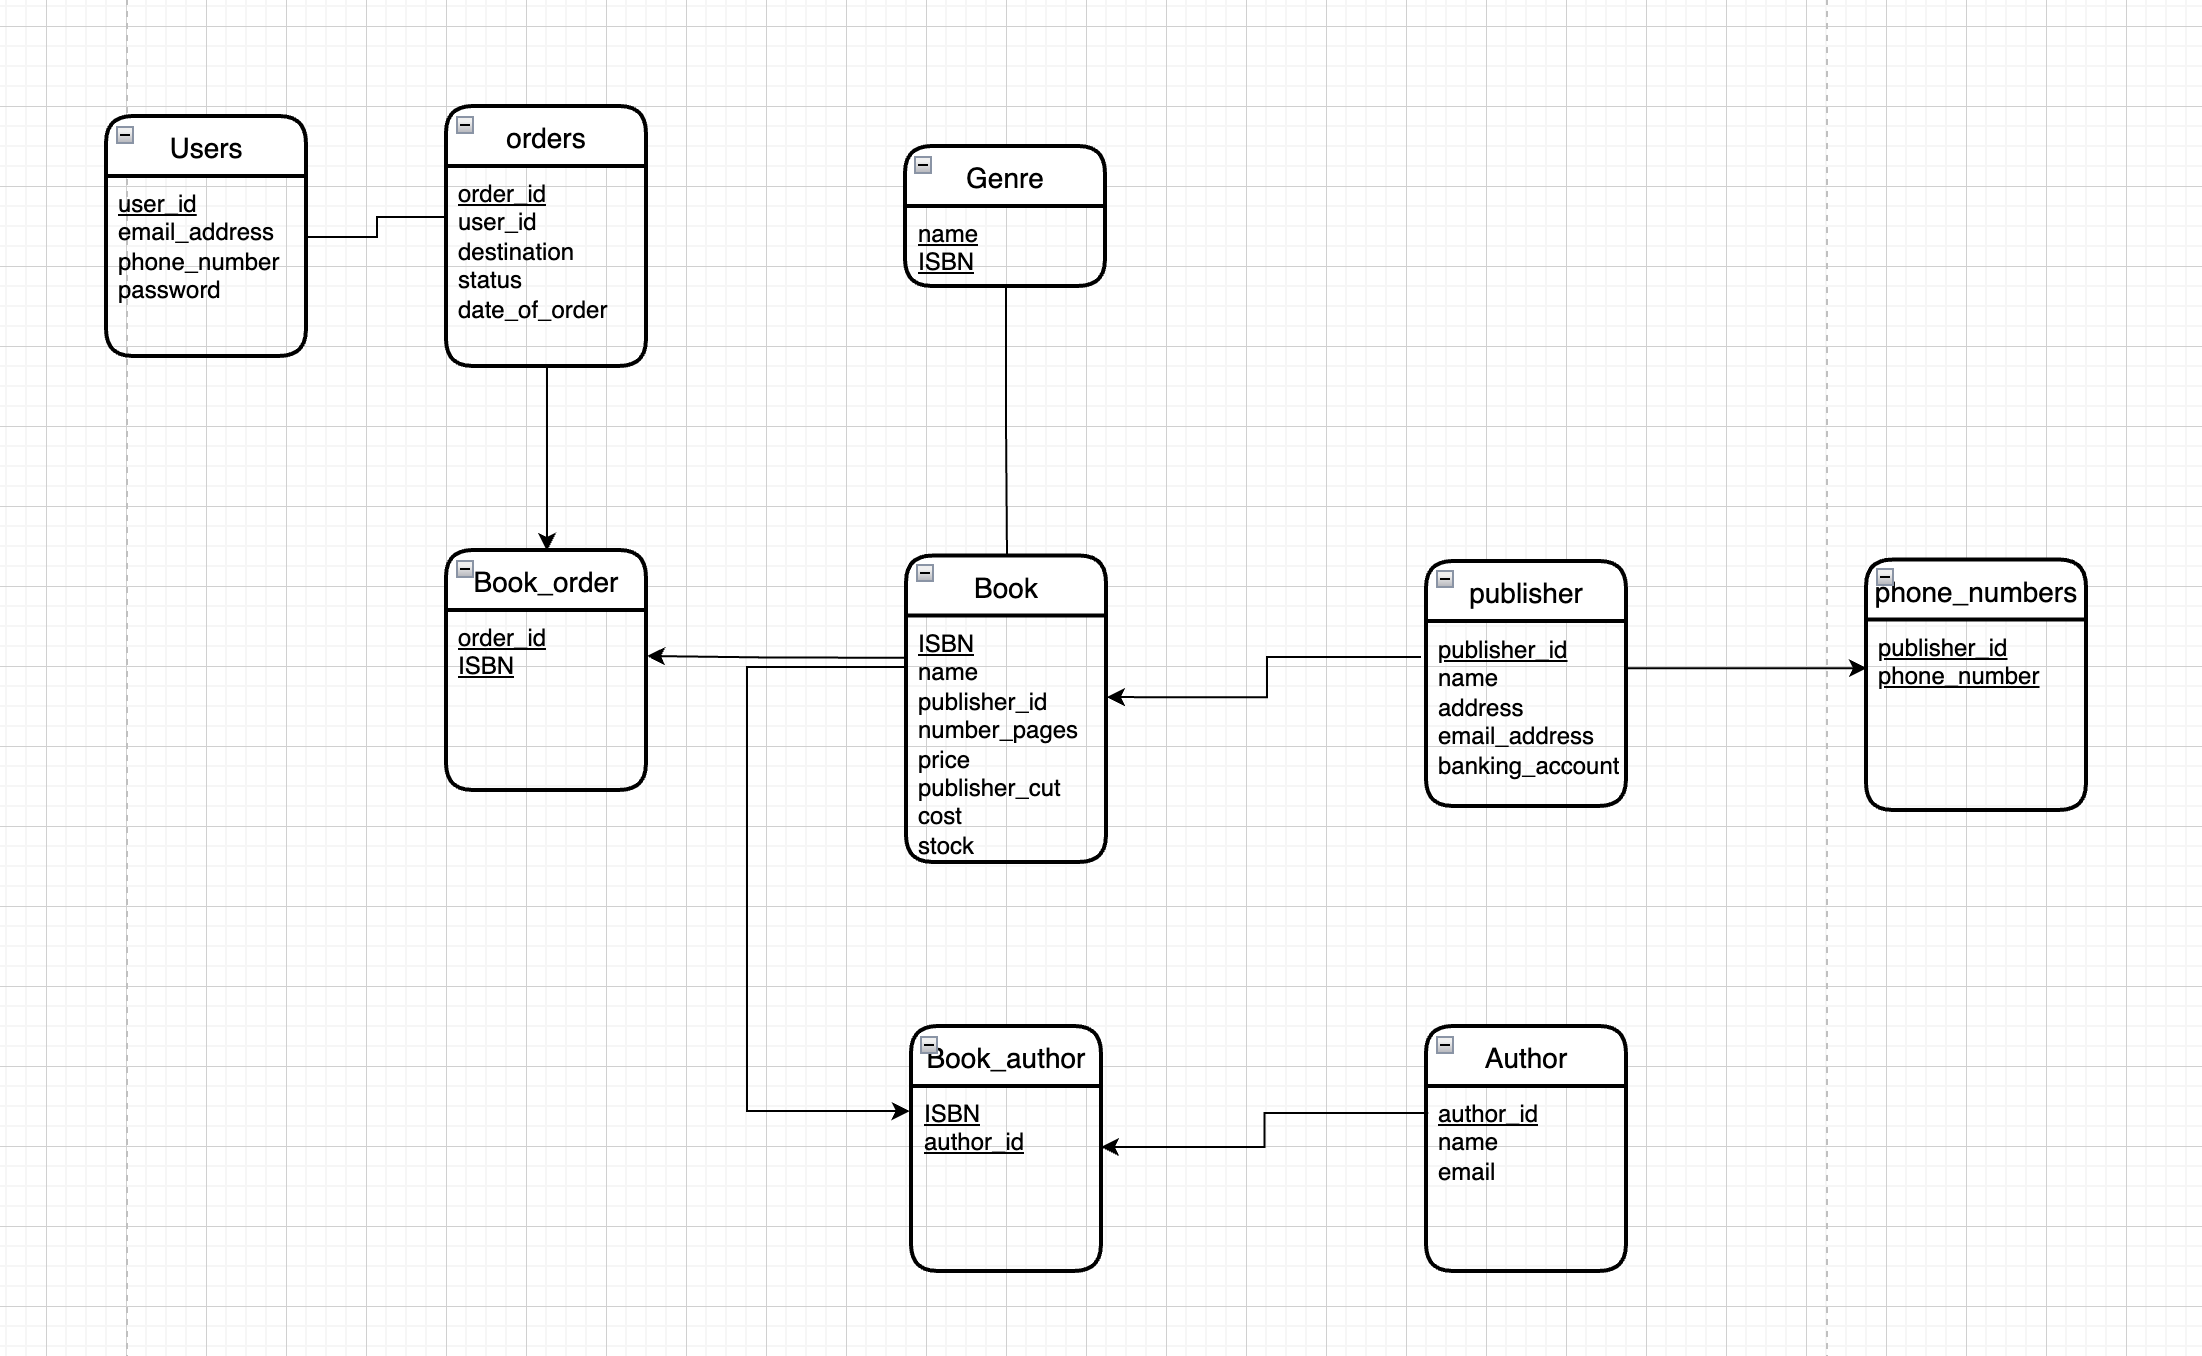 Users
user_id
email_address
phone_number
password
orders
order_id
user_id
destination
status
date_of_order
Genre
name
ISBN
Book_order
order_id
ISBN
Book
ISBN
name
publisher_id
number_pages
price
publisher_cut
cost
stock
publisher
publisher_id
name
address
email_address
banking_account
phone_numbers
publisher_id
phone_number
Book_author
ISBN
author_id
Author
author_id
name
email